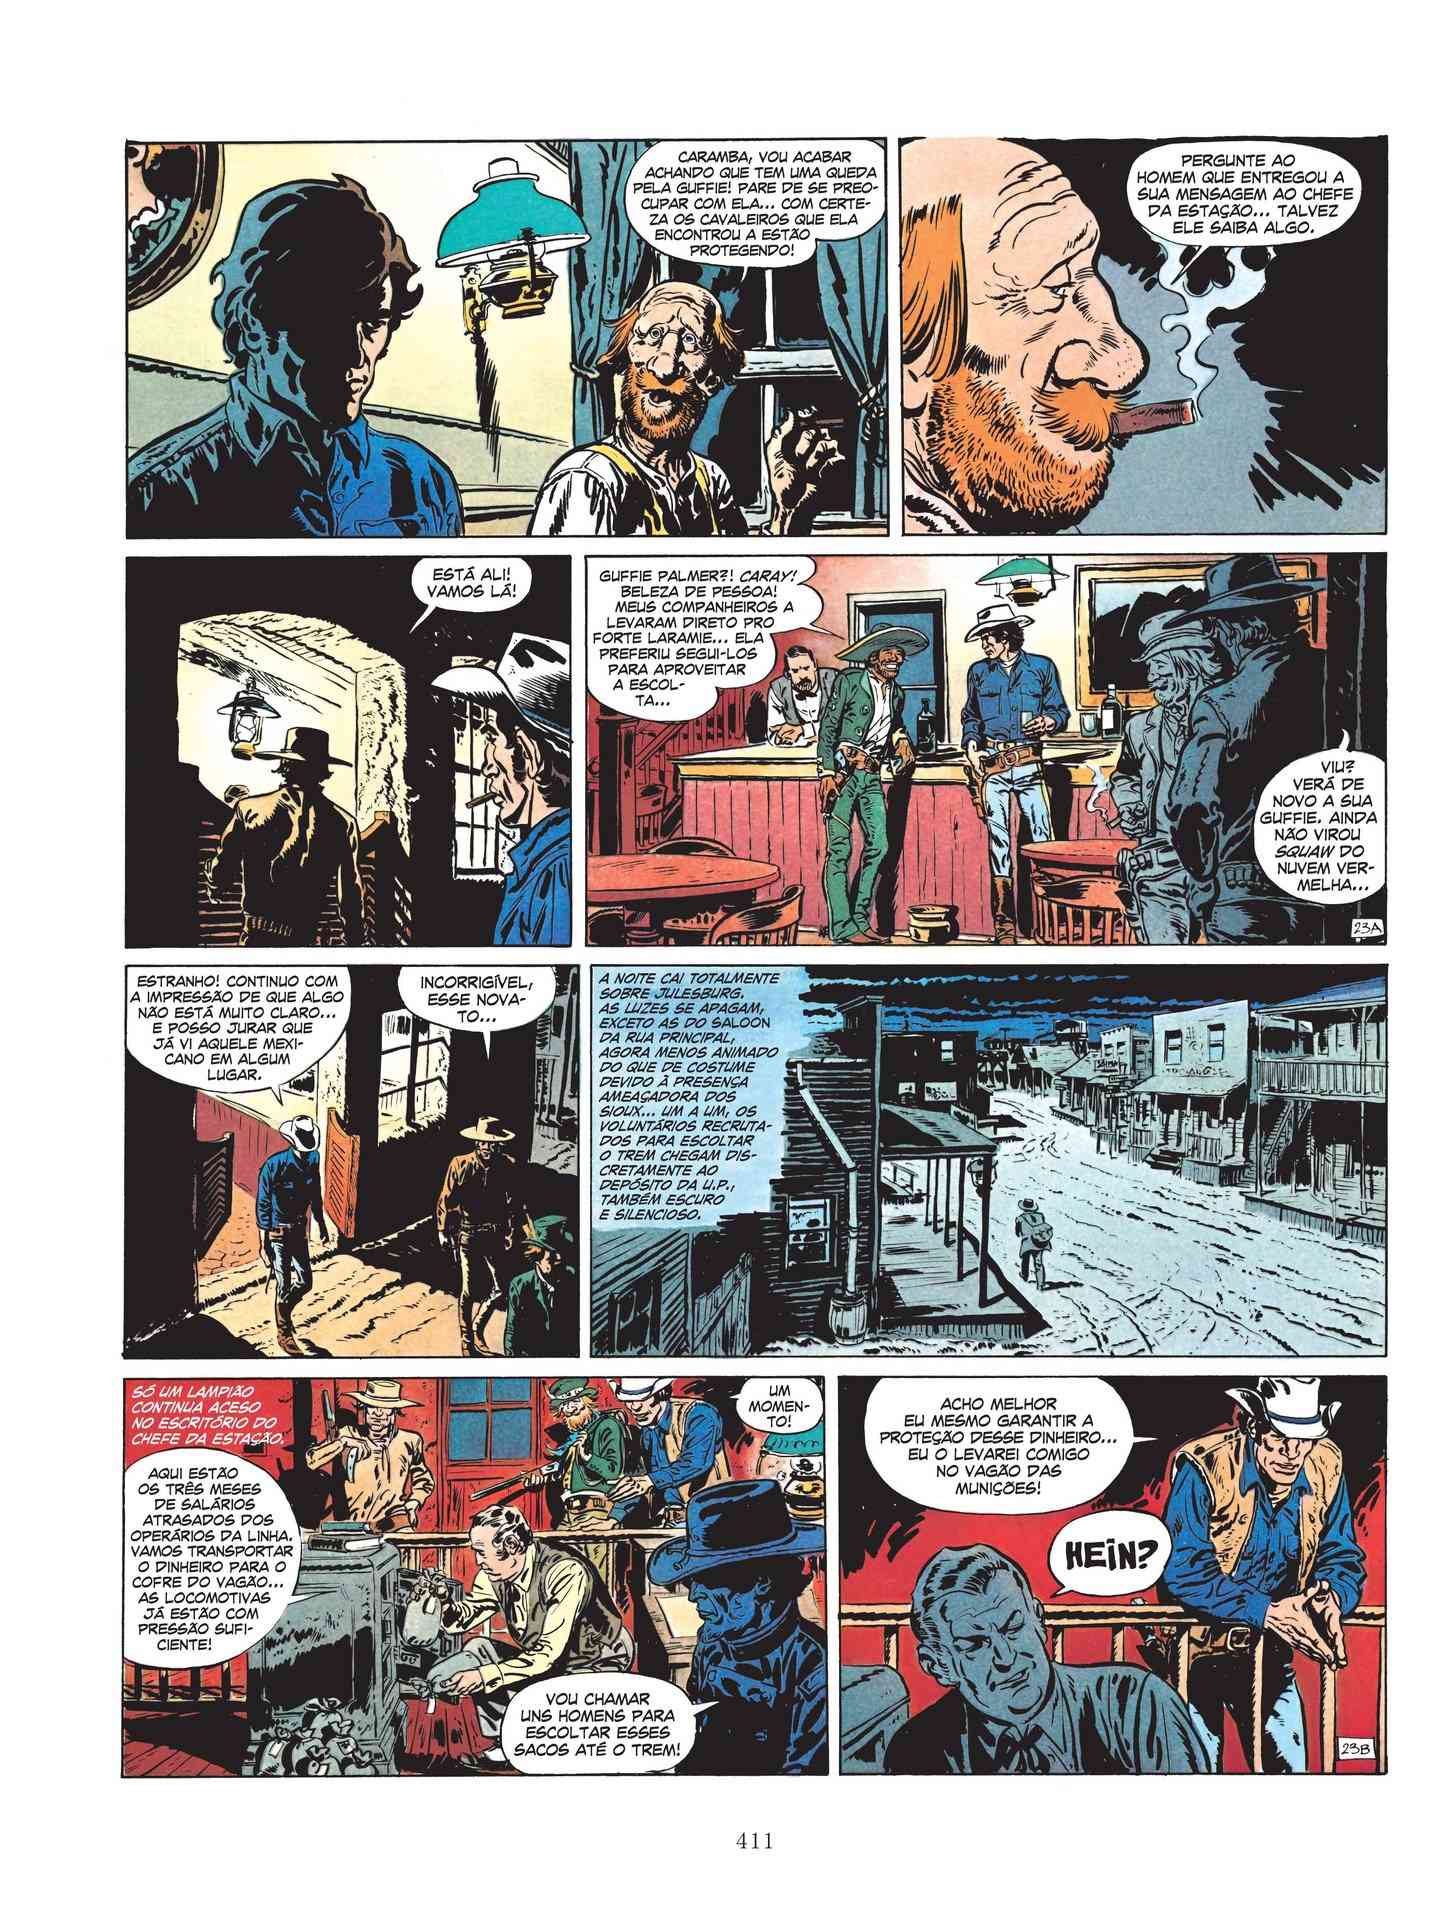 CARAMBA, VOU ACABAR
ACHANDO QUE TEM UMA QUEDA
PELA GUFFIE! PARE DE SE PREO-
CUPAR COM ELA... COM CERTE-
ZA OS CAVALEIROS QUE ELA
ENCONTROU A ESTÃO
PROTEGENDO!
PERGUNTE AO
HOMEM QUE ENTREGOU A
SUA MENSAGEM AO CHEFE
DA ESTAÇÃO... TALVEZ
ELE SAIBA ALGO.
ESTÁ ALI!
VAMOS LÁ!
GUFFIE PALMER?! CARAY!
BELEZA DE PESSOA!
MEUS COMPANHEIROS A
LEVARAM DIRETO PRO
FORTE LARAMIE... ELA
PREFERIU SEGUI-LOS
PARA APROVEITAR
A ESCOL-
TA...
VIU?
VERÁ DE
NOVO A SUA
GUFFIE. AINDA
NÃO VIROU
SQUAW DO
NUVEM VER-
MELHA...
23A
ESTRANHO! CONTINUO COM
A IMPRESSÃO DE QUE ALGO
NÃO ESTÁ MUITO CLARO...
E POSSO JURAR QUE
JÁ VI AQUELE MEXI-
CANO EM ALGUM
LUGAR.
INCORRIGÍVEL,
ESSE NOVA-
TO...
A NOITE CAI TOTALMENTE
SOBRE JULESBURG.
AS LUZES SE APAGAM,
EXCETO AS DO SALOON
DA RUA PRINCIPAL,
AGORA MENOS ANIMADO
DO QUE DE COSTUME
DEVIDO À PRESENÇA
AMEAÇADORA DOS
SIOUX... UM A UM, OS
VOLUNTÁRIOS RECRUTA-
DOS PARA ESCOLTAR
O TREM CHEGAM DIS-
CRETAMENTE AO
DEPÓSITO DA U.P.,
TAMBÉM ESCURO
E SILENCIOSO.
SÓ UM LAMPIÃO
CONTINUA ACESO
NO ESCRITÓRIO DO
CHEFE DA ESTAÇÃO.
AQUI ESTÃO
OS TRÊS MESES
DE SALÁRIOS
ATRASADOS DOS
OPERÁRIOS DA LINHA.
VAMOS TRANSPORTAR
O DINHEIRO PARA O
COFRE DO VAGÃO...
AS LOCOMOTIVAS
JÁ ESTÃO COM
PRESSÃO SUFI-
CIENTE!
UM
MOMEN-
TO!
VOU CHAMAR
UNS HOMENS PARA
ESCOLTAR ESSES
SACOS ATÉ O TREM!
ACHO MELHOR
EU MESMO GARANTIR A
PROTEÇÃO DESSE DINHEIRO...
EU O LEVAREI COMIGO
NO VAGÃO DAS
MUNIÇÕES!
HEIN?
23B
411